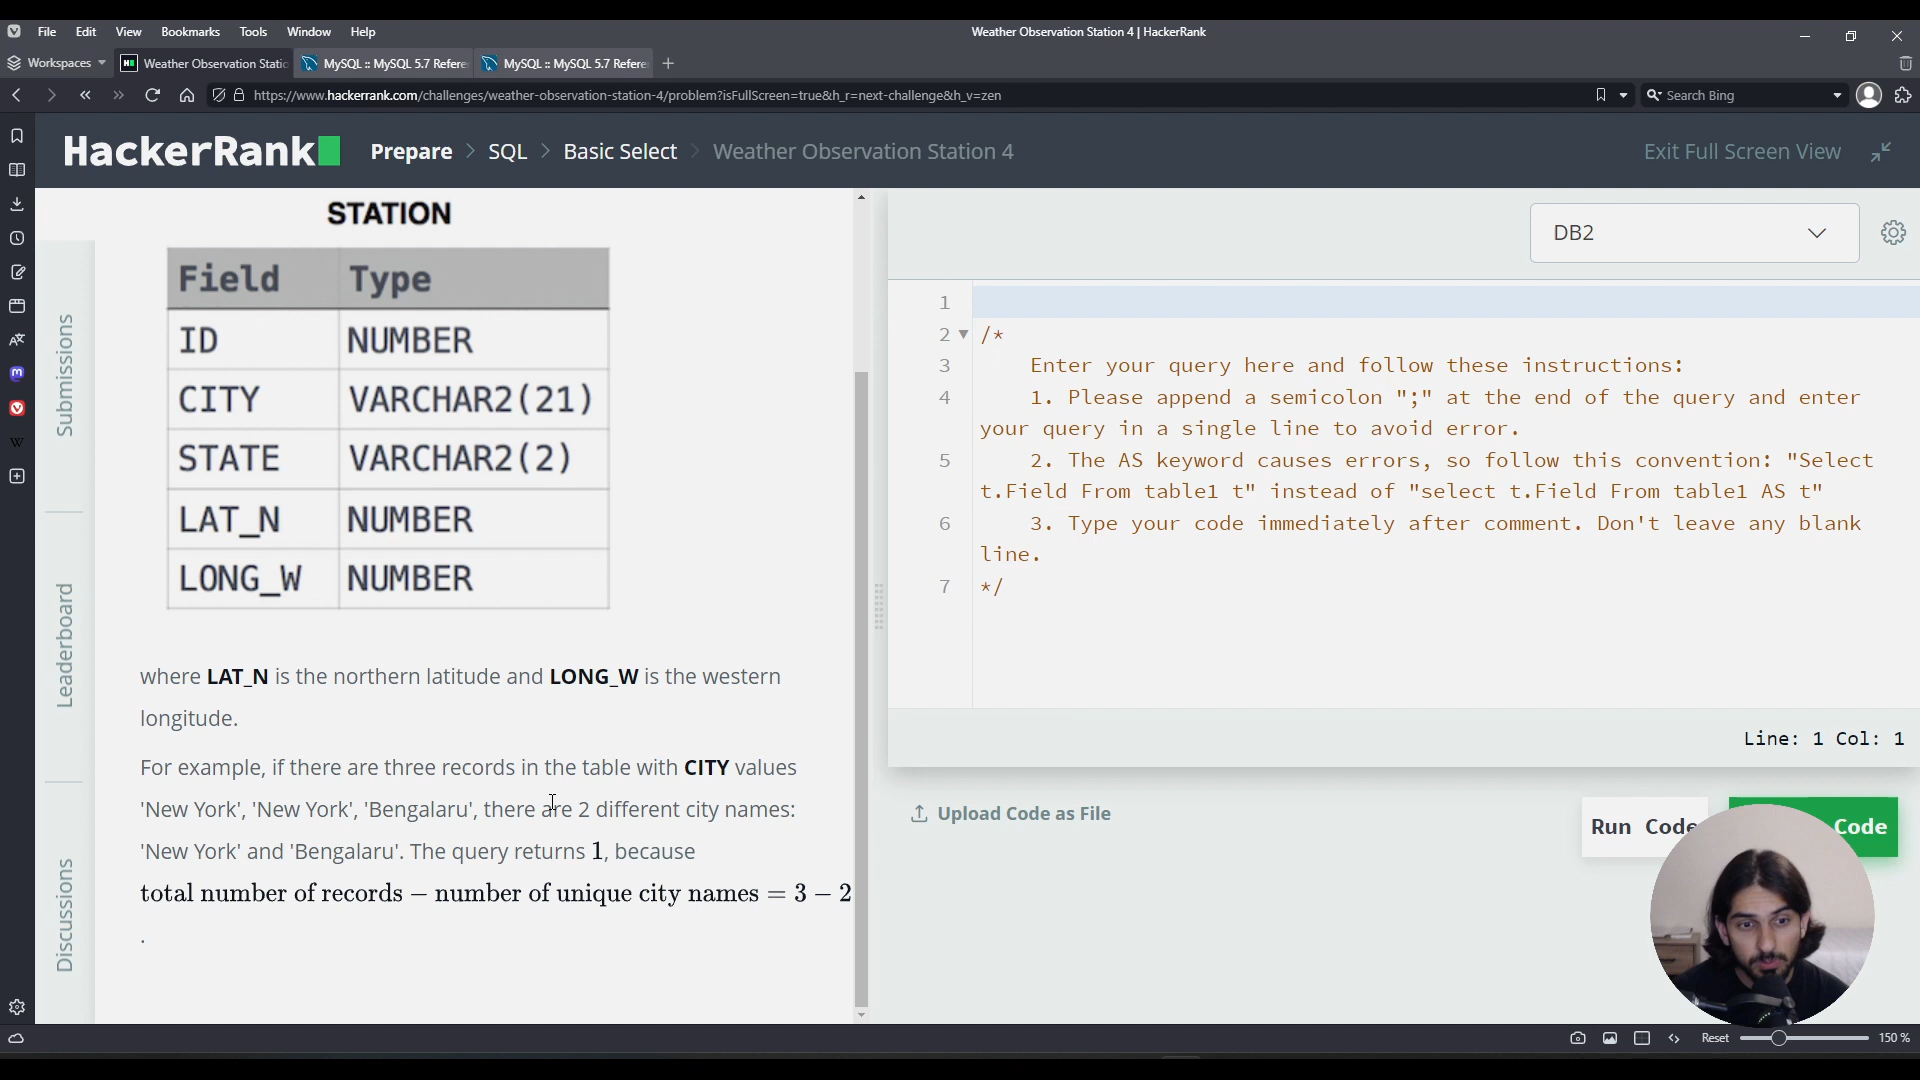 File Edit View Bookmarks Tools Window Help
Weather Observation Station 4 | HackerRank
Workspaces
Weather Observation Static
MySQL :: MySQL 5.7 Refere
MySQL :: MySQL 5.7 Refere
https://www.hackerrank.com/challenges/weather-observation-station-4/problem?isFullScreen=true&h_r=next-challenge&h_v=zen
Search Bing
HackerRank
Prepare > SQL > Basic Select > Weather Observation Station 4
Exit Full Screen View
Submissions
Leaderboard
Discussions
STATION
Field Type
ID NUMBER
CITY VARCHAR2(21)
STATE VARCHAR2(2)
LAT_N NUMBER
LONG_W NUMBER
where LAT_N is the northern latitude and LONG_W is the western
longitude.
For example, if there are three records in the table with CITY values
'New York', 'New York', 'Bengalaru', there are 2 different city names:
'New York' and 'Bengalaru'. The query returns 1, because
total number of records − number of unique city names = 3 − 2
.
DB2
1
2 /*
3 Enter your query here and follow these instructions:
4 1. Please append a semicolon ";" at the end of the query and enter
your query in a single line to avoid error.
5 2. The AS keyword causes errors, so follow this convention: "Select
t.Field From table1 t" instead of "select t.Field From table1 AS t"
6 3. Type your code immediately after comment. Don't leave any blank
line.
7 */
Line: 1 Col: 1
Upload Code as File
Run Code
Code
Reset
150 %